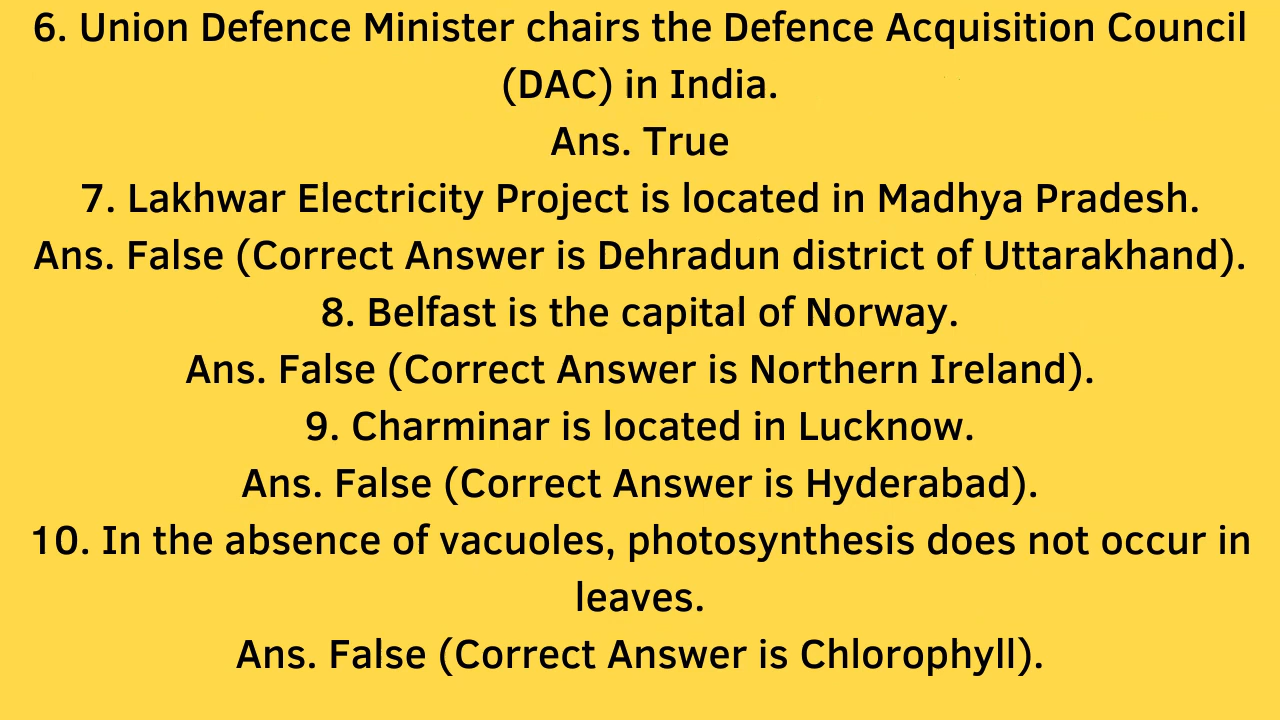 6. Union Defence Minister chairs the Defence Acquisition Council
(DAC) in India.
Ans. True
7. Lakhwar Electricity Project is located in Madhya Pradesh.
Ans. False (Correct Answer is Dehradun district of Uttarakhand).
8. Belfast is the capital of Norway.
Ans. False (Correct Answer is Northern Ireland).
9. Charminar is located in Lucknow.
Ans. False (Correct Answer is Hyderabad).
10. In the absence of vacuoles, photosynthesis does not occur in
leaves.
Ans. False (Correct Answer is Chlorophyll).